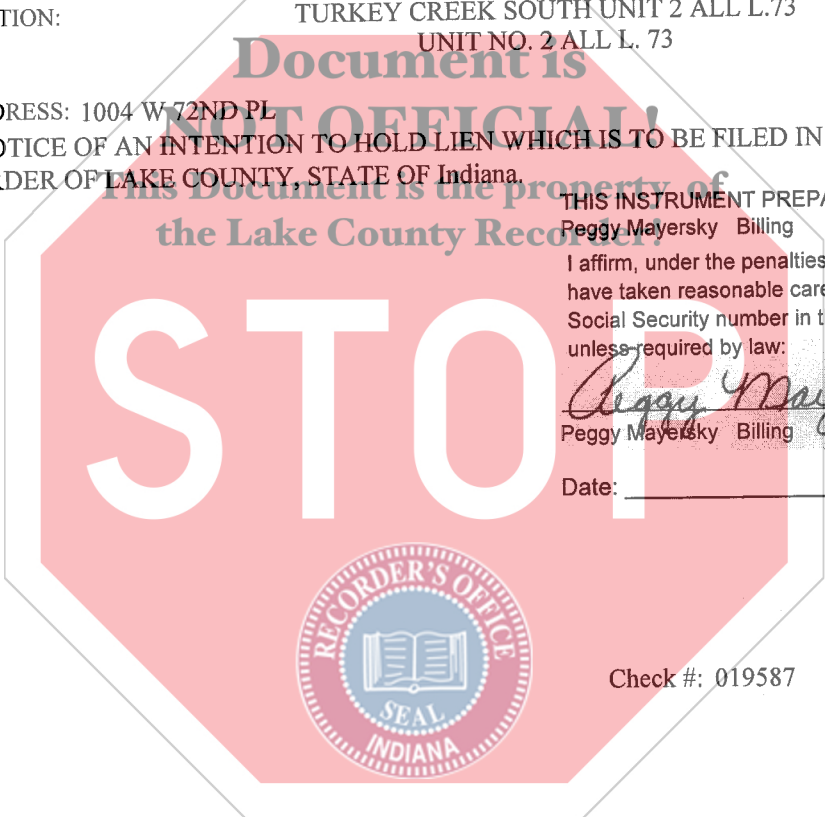 TION:
TURKEY CREEK SOUTH UNIT 2 ALL L.73
UNIT NO. 2 ALL L. 73
Document is
NOT OFFICIAL!
This Document is the property of
the Lake County Recorder!
DRESS: 1004 W 72ND PL
OTICE OF AN INTENTION TO HOLD LIEN WHICH IS TO BE FILED IN
RDER OF LAKE COUNTY, STATE OF Indiana.
THIS INSTRUMENT PREPA
Peggy Mayersky Billing
I affirm, under the penalties
have taken reasonable care
Social Security number in t
unless required by law:
Peggy May
Peggy Mayersky Billing
Date:
STOP
RECORDER'S OFFICE
SEAL
INDIANA
Check #: 019587